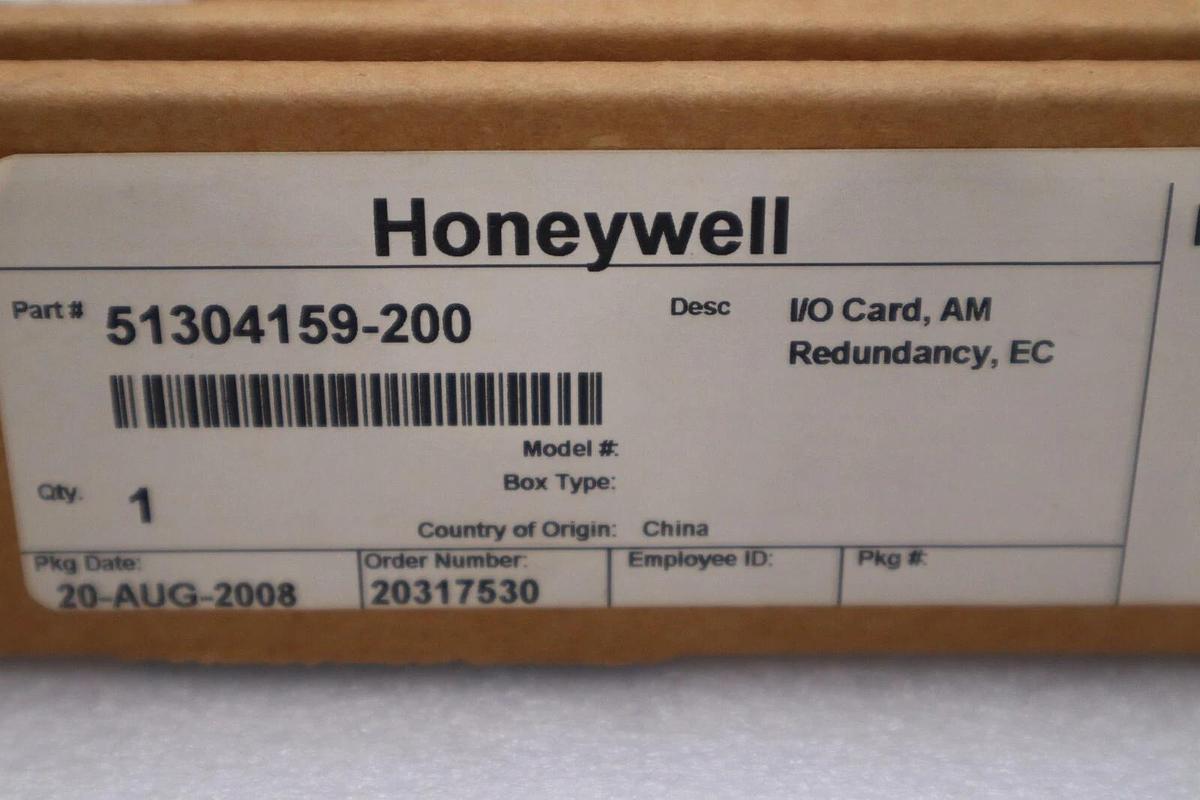 Honeywell
Part # 51304159-200
Desc I/O Card, AM
Redundancy, EC
Model #:
Box Type:
Qty. 1
Country of Origin: China
Pkg Date: Order Number: Employee ID: Pkg #:
20-AUG-2008 20317530